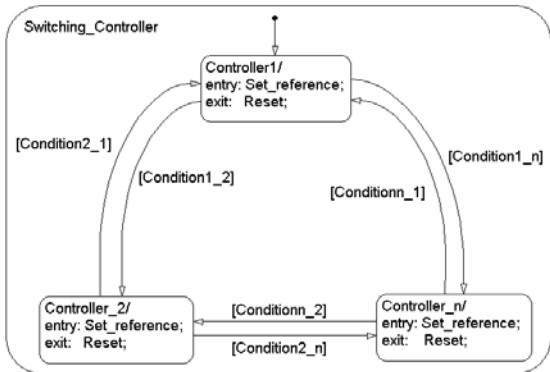 Switching_Controller
Controller1/
entry: Set_reference;
exit: Reset;
[Condition2_1]
[Condition1_2]
[Condition1_n]
[Conditionn_1]
Controller_2/
entry: Set_reference;
exit: Reset;
[Conditionn_2]
[Condition2_n]
Controller_n/
entry: Set_reference;
exit: Reset;